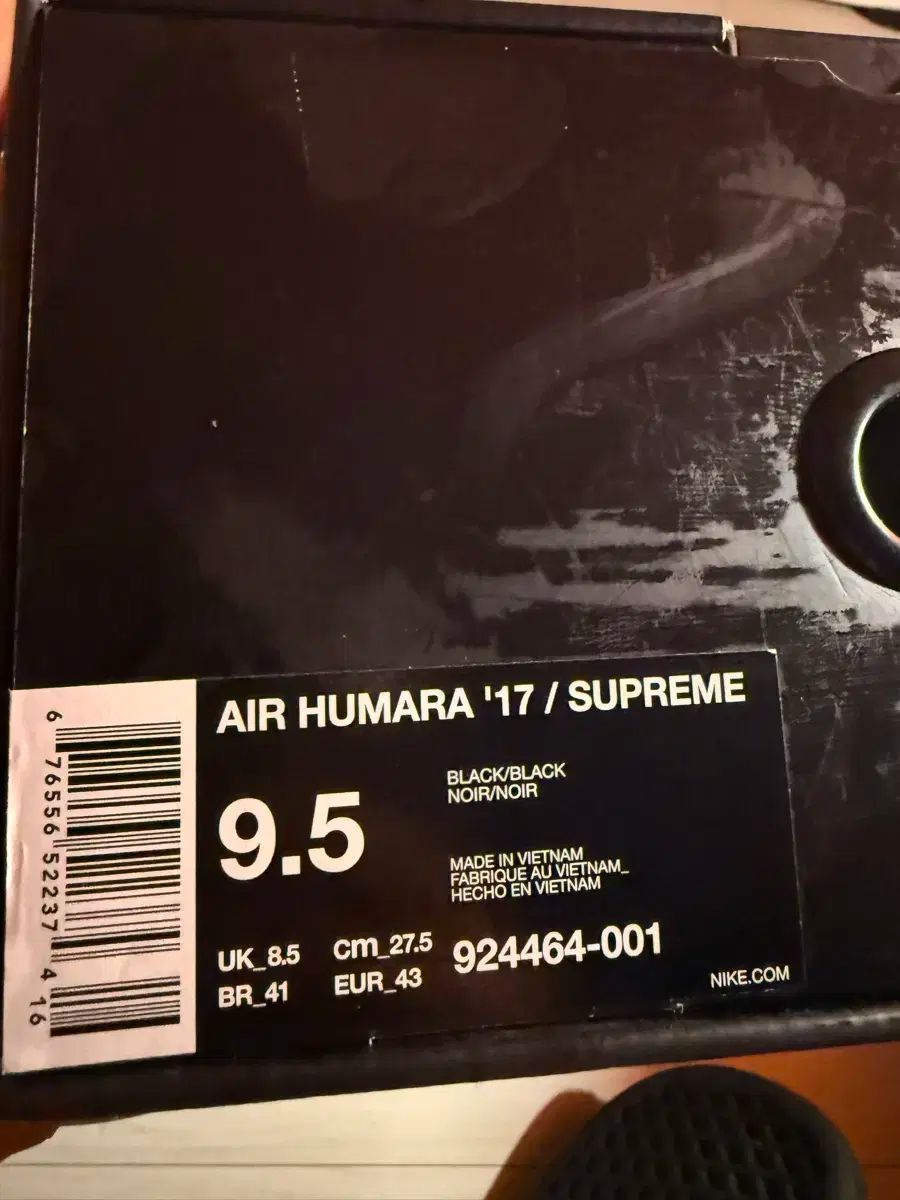 AIR HUMARA '17 / SUPREME
9.5
BLACK/BLACK
NOIR/NOIR
MADE IN VIETNAM
FABRIQUE AU VIETNAM_
HECHO EN VIETNAM
UK_8.5 cm_27.5
BR_41 EUR_43
924464-001
NIKE.COM
6 76556 52237 4 16